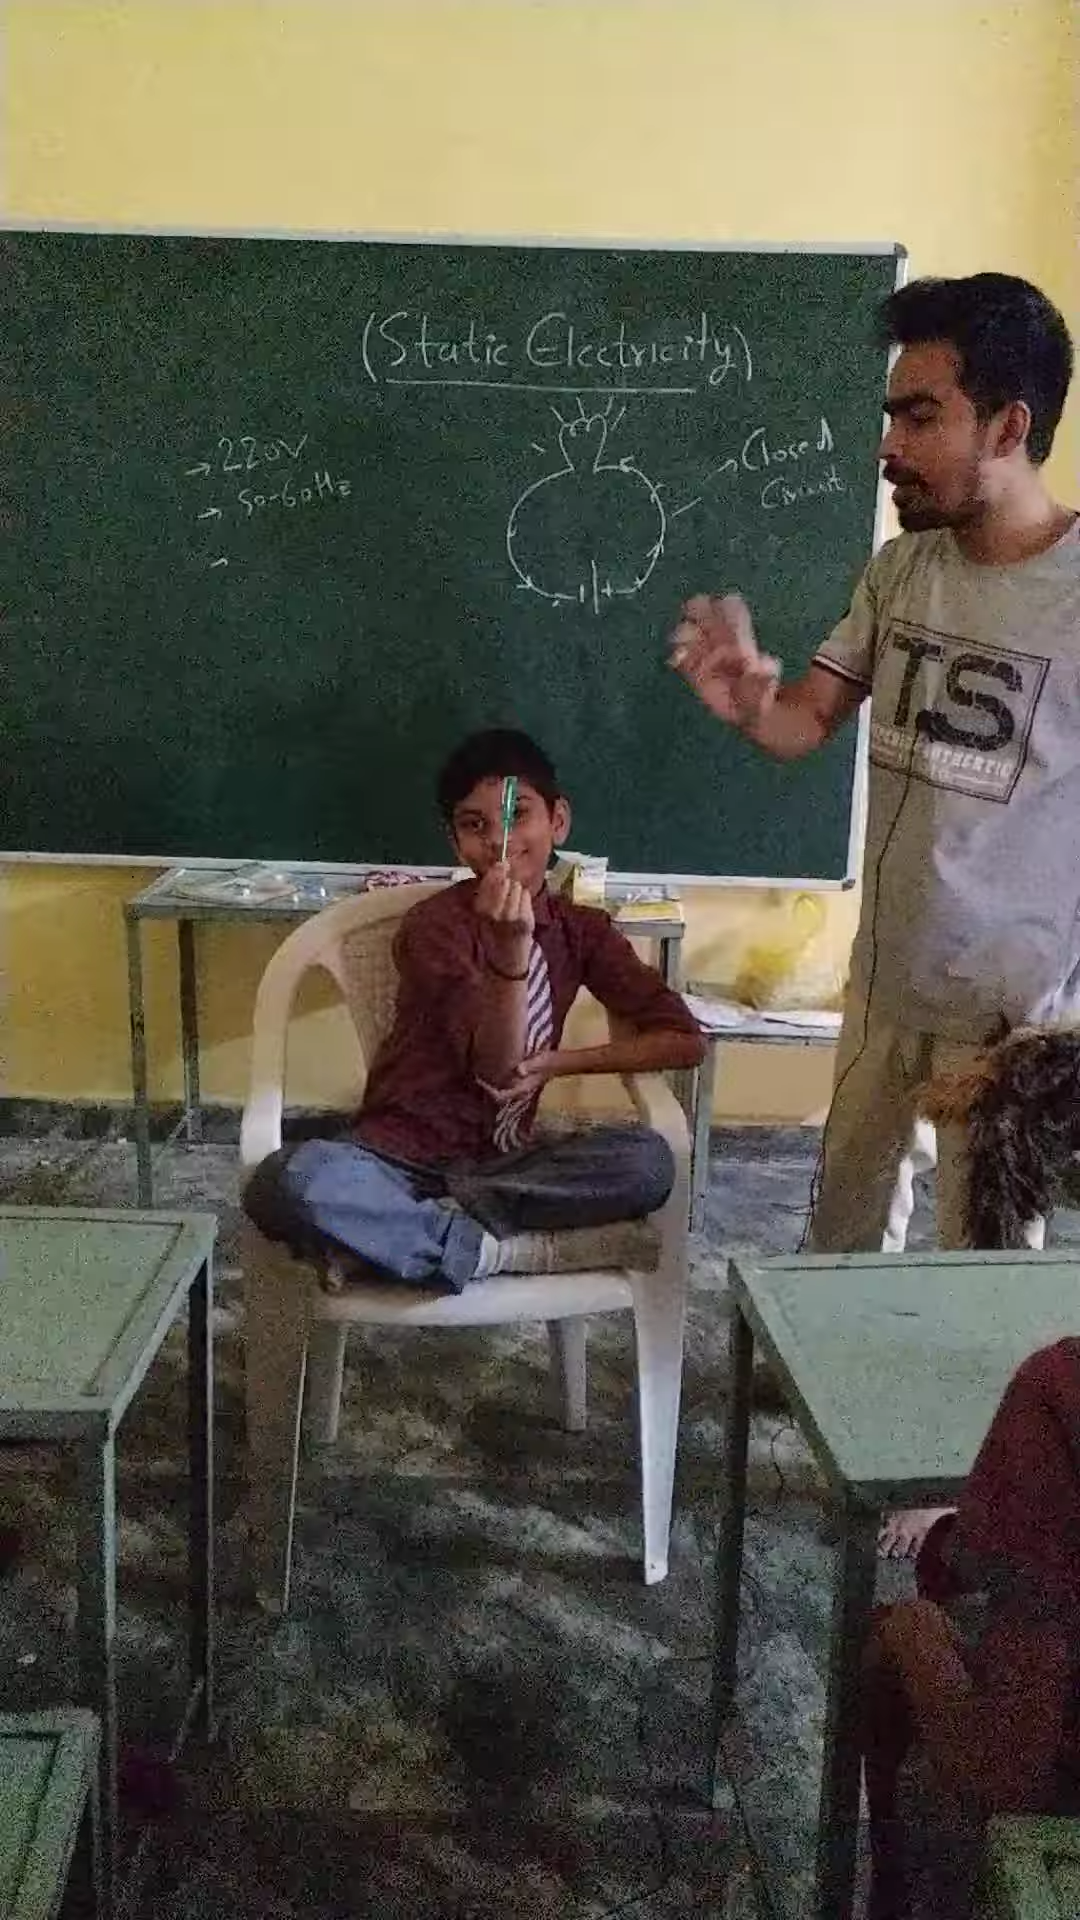 (Static Electricity)
→ 220V
→ 50-60Hz
→ Closed
Circuit
TS
AUTHENTIC